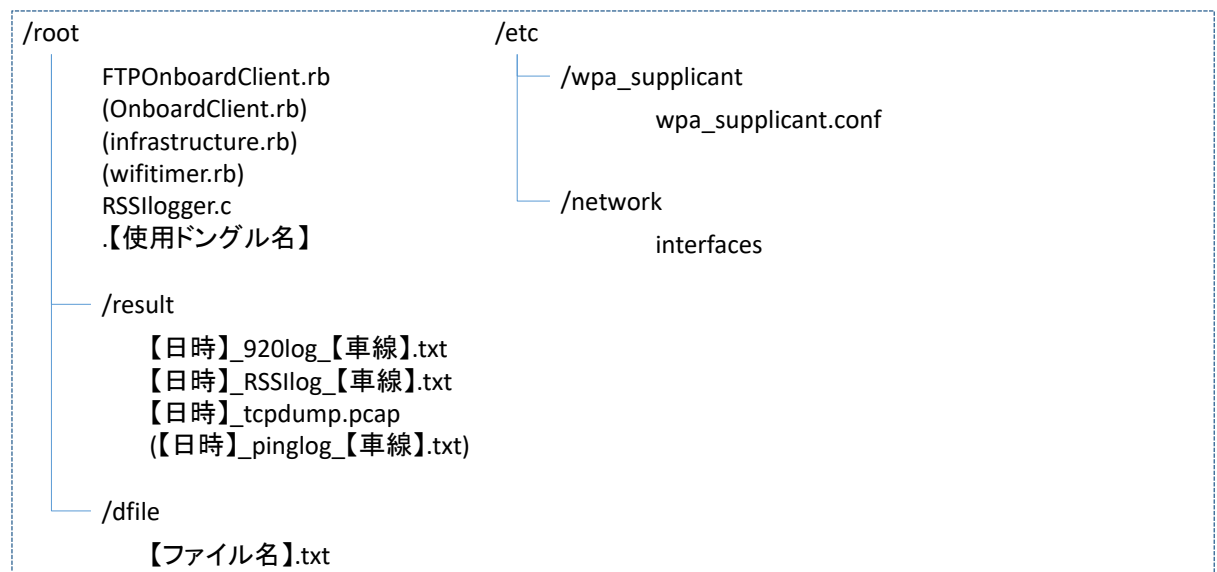 /root
FTPOnboardClient.rb
(OnboardClient.rb)
(infrastructure.rb)
(wifitimer.rb)
RSSIlogger.c
.【使用ドングル名】
/result
【日時】_920log_【車線】.txt
【日時】_RSSIlog_【車線】.txt
【日時】_tcpdump.pcap
(【日時】_pinglog_【車線】.txt)
/dfile
【ファイル名】.txt
/etc
/wpa_supplicant
wpa_supplicant.conf
/network
interfaces